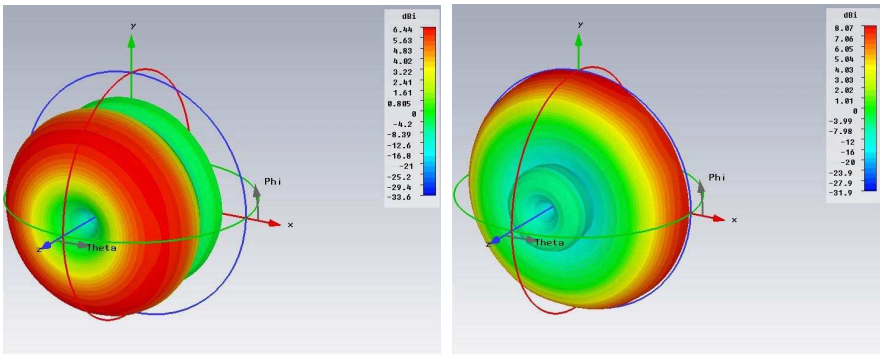 dBi
6.44
5.63
4.83
4.02
3.22
2.41
1.61
0.805
0
-4.2
-8.39
-12.6
-16.8
-21
-25.2
-29.4
-33.6
y
Phi
x
z
Theta
dBi
8.07
7.06
6.05
5.04
4.03
3.03
2.02
1.01
0
-3.99
-7.98
-12
-16
-20
-23.9
-27.9
-31.9
y
Phi
x
z
Theta